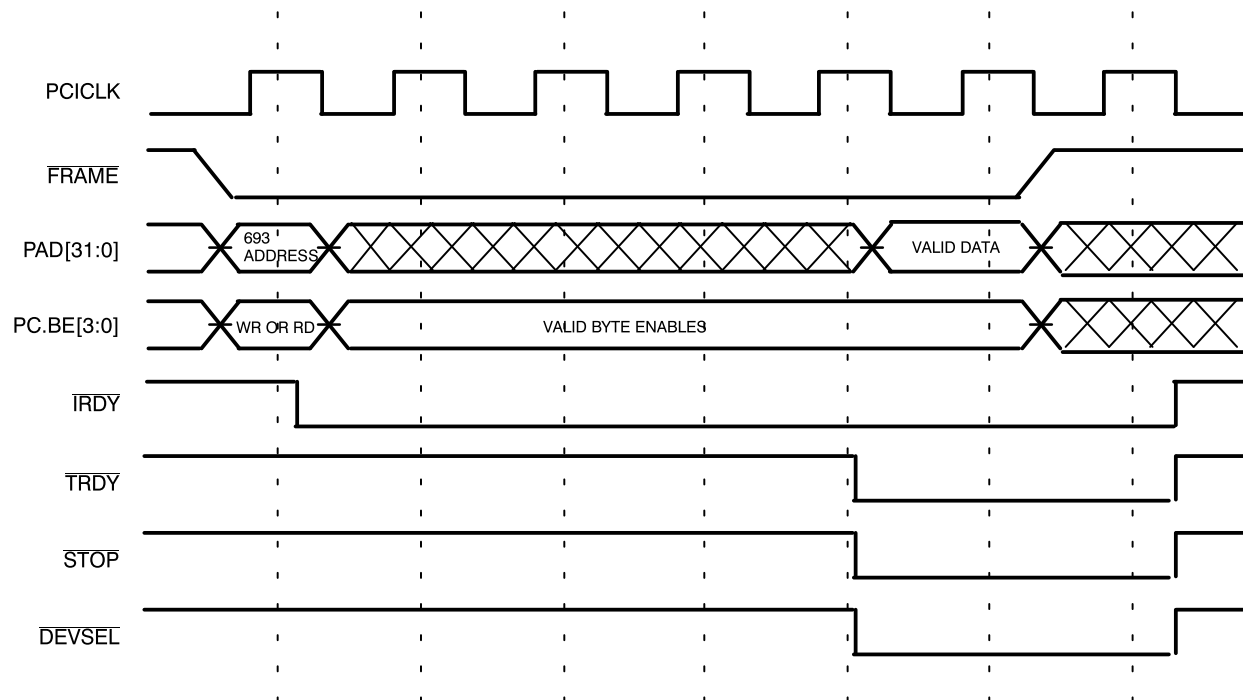 PCICLK
FRAME
PAD[31:0]
693
ADDRESS
VALID DATA
PC.BE[3:0]
WR OR RD
VALID BYTE ENABLES
IRDY
TRDY
STOP
DEVSEL